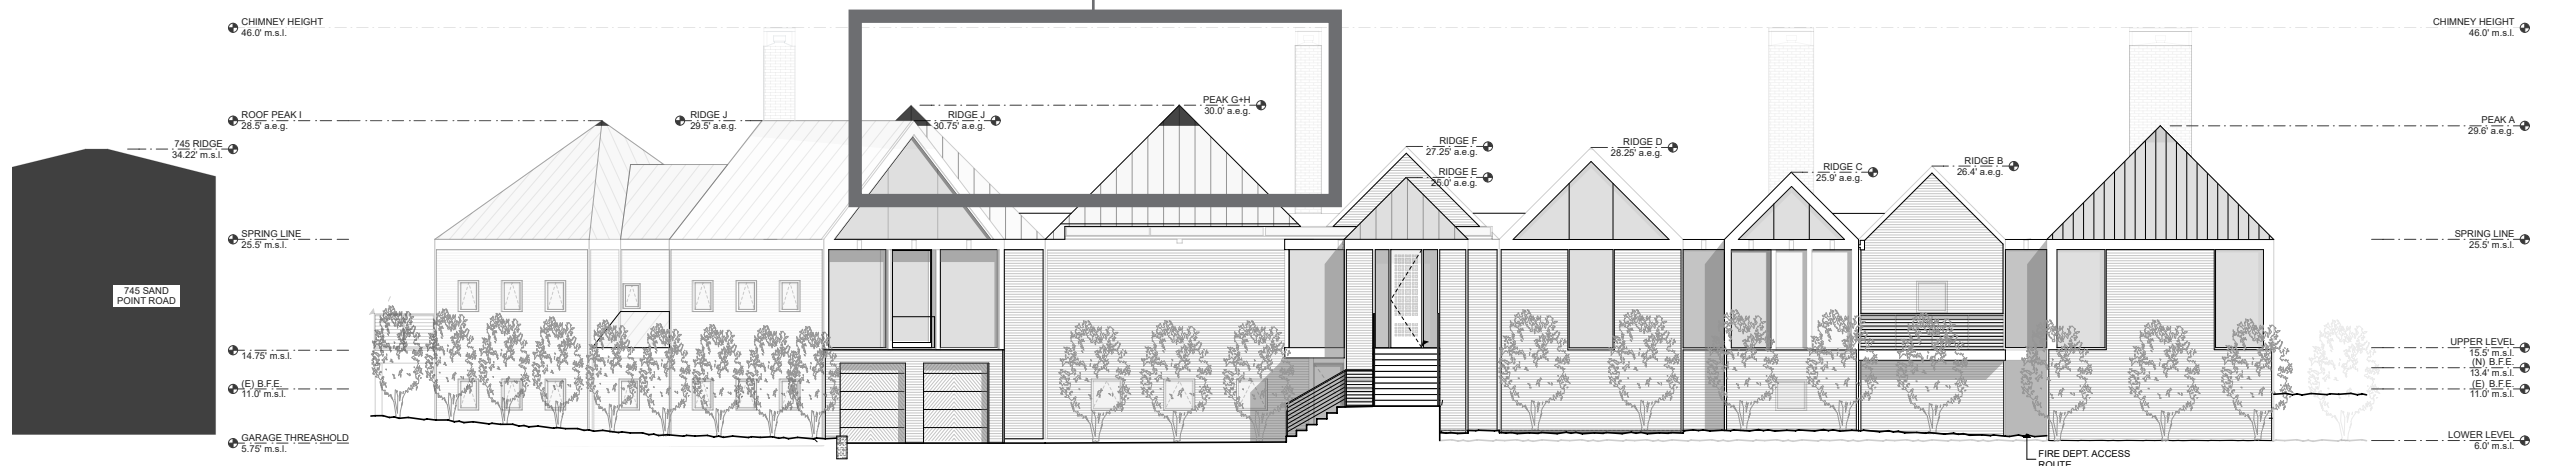 CHIMNEY HEIGHT
46.0' m.s.l.
ROOF PEAK I
28.5' a.e.g.
745 RIDGE
34.22' m.s.l.
SPRING LINE
25.5' m.s.l.
745 SAND
POINT ROAD
14.75' m.s.l.
(E) B.F.E.
11.0' m.s.l.
GARAGE THREASHOLD
5.75' m.s.l.
RIDGE J
29.5' a.e.g.
RIDGE J
30.75' a.e.g.
PEAK G+H
30.0' a.e.g.
RIDGE F
27.25' a.e.g.
RIDGE E
25.0' a.e.g.
RIDGE D
28.25' a.e.g.
RIDGE C
25.9' a.e.g.
RIDGE B
26.4' a.e.g.
CHIMNEY HEIGHT
46.0' m.s.l.
PEAK A
29.6' a.e.g.
SPRING LINE
25.5' m.s.l.
UPPER LEVEL
15.5' m.s.l.
(N) B.F.E.
13.4' m.s.l.
(E) B.F.E.
11.0' m.s.l.
LOWER LEVEL
6.0' m.s.l.
FIRE DEPT. ACCESS
ROUTE